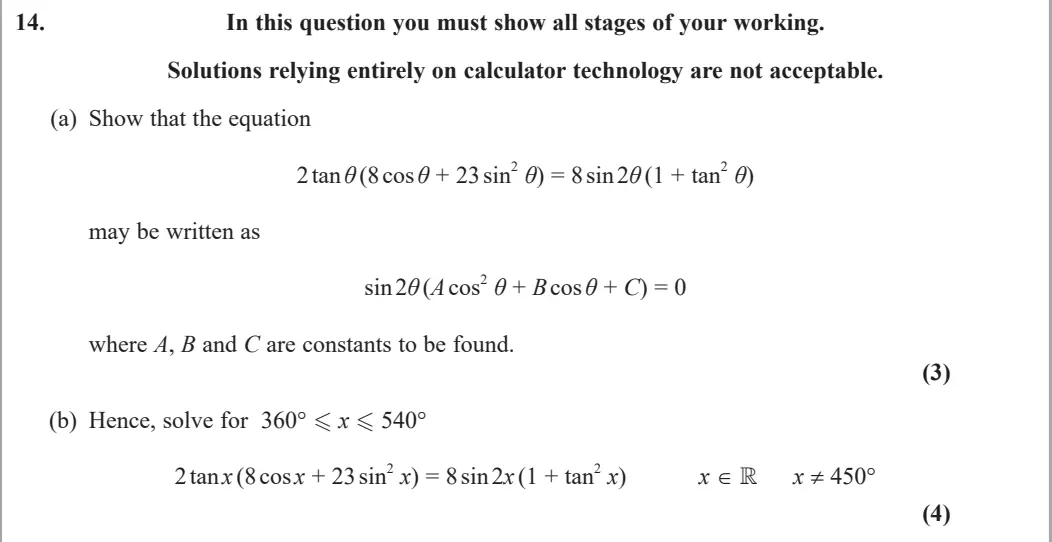 14. In this question you must show all stages of your working.
Solutions relying entirely on calculator technology are not acceptable.
(a) Show that the equation
2 tan θ (8 cos θ + 23 sin² θ) = 8 sin 2θ (1 + tan² θ)
may be written as
sin 2θ (A cos² θ + B cos θ + C) = 0
where A, B and C are constants to be found.
(3)
(b) Hence, solve for 360° ⩽ x ⩽ 540°
2 tan x (8 cos x + 23 sin² x) = 8 sin 2x (1 + tan² x) x ∈ ℝ x ≠ 450°
(4)